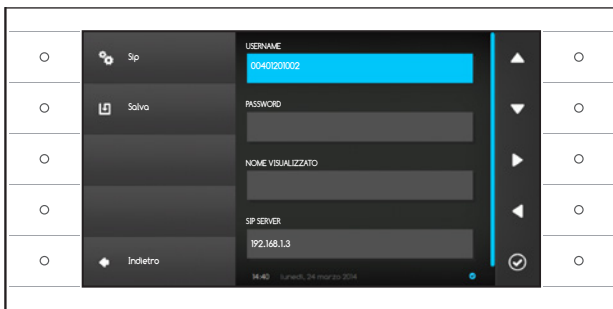 Sip
Salva
Indietro
USERNAME
00401201002
PASSWORD
NOME VISUALIZZATO
SIP SERVER
192.168.1.3
14:40 lunedì, 24 marzo 2014